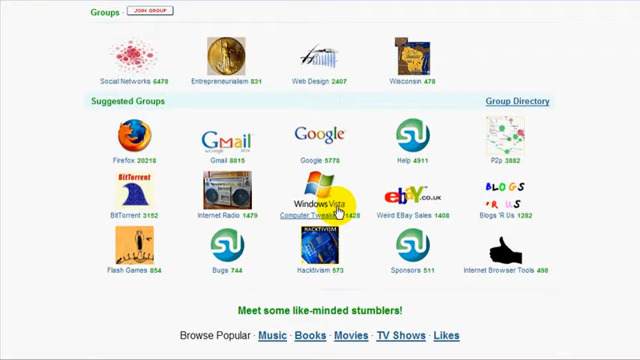 Groups · JOIN GROUP
Social Networks 6478 Entrepreneurialism 831 Web Design 2407 Wisconsin 478
Suggested Groups Group Directory
Gmail
Google
Firefox 20218 Gmail 8815 Google 5778 Help 4911 P2p 3882
BitTorrent WindowsVista ebay.co.uk BLOGS 'R US
BitTorrent 3152 Internet Radio 1479 Computer Tweak 1428 Weird EBay Sales 1408 Blogs 'R Us 1282
HACKTIVISM
Flash Games 854 Bugs 744 Hacktivism 573 Sponsors 511 Internet Browser Tools 498
Meet some like-minded stumblers!
Browse Popular · Music · Books · Movies · TV Shows · Likes